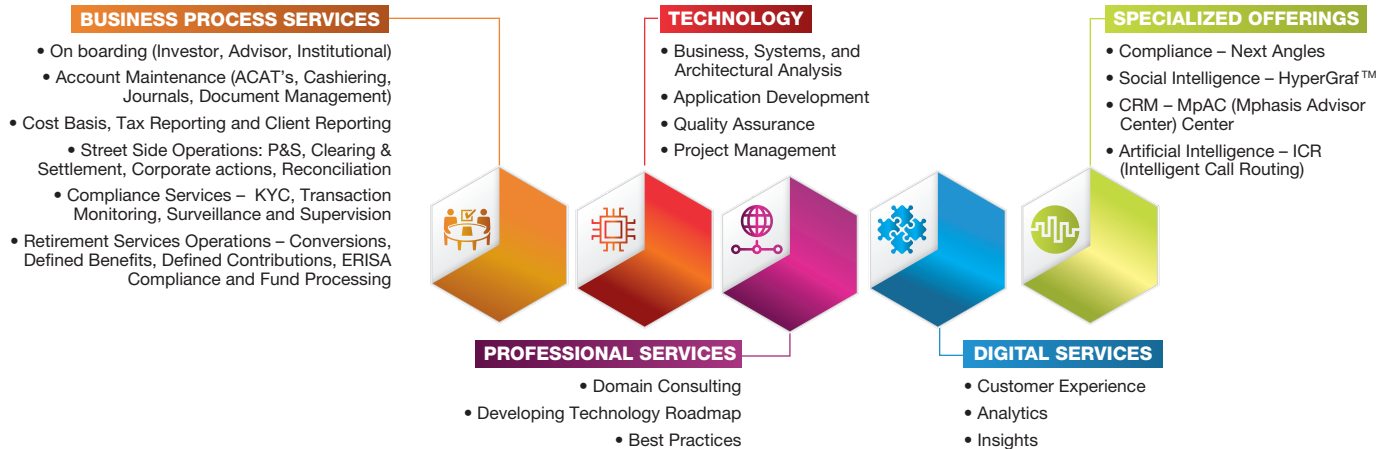 BUSINESS PROCESS SERVICES
• On boarding (Investor, Advisor, Institutional)
• Account Maintenance (ACAT's, Cashiering,
Journals, Document Management)
• Cost Basis, Tax Reporting and Client Reporting
• Street Side Operations: P&S, Clearing &
Settlement, Corporate actions, Reconciliation
• Compliance Services – KYC, Transaction
Monitoring, Surveillance and Supervision
• Retirement Services Operations – Conversions,
Defined Benefits, Defined Contributions, ERISA
Compliance and Fund Processing
TECHNOLOGY
• Business, Systems, and
Architectural Analysis
• Application Development
• Quality Assurance
• Project Management
SPECIALIZED OFFERINGS
• Compliance – Next Angles
• Social Intelligence – HyperGraf™
• CRM – MpAC (Mphasis Advisor
Center) Center
• Artificial Intelligence – ICR
(Intelligent Call Routing)
PROFESSIONAL SERVICES
• Domain Consulting
• Developing Technology Roadmap
• Best Practices
DIGITAL SERVICES
• Customer Experience
• Analytics
• Insights